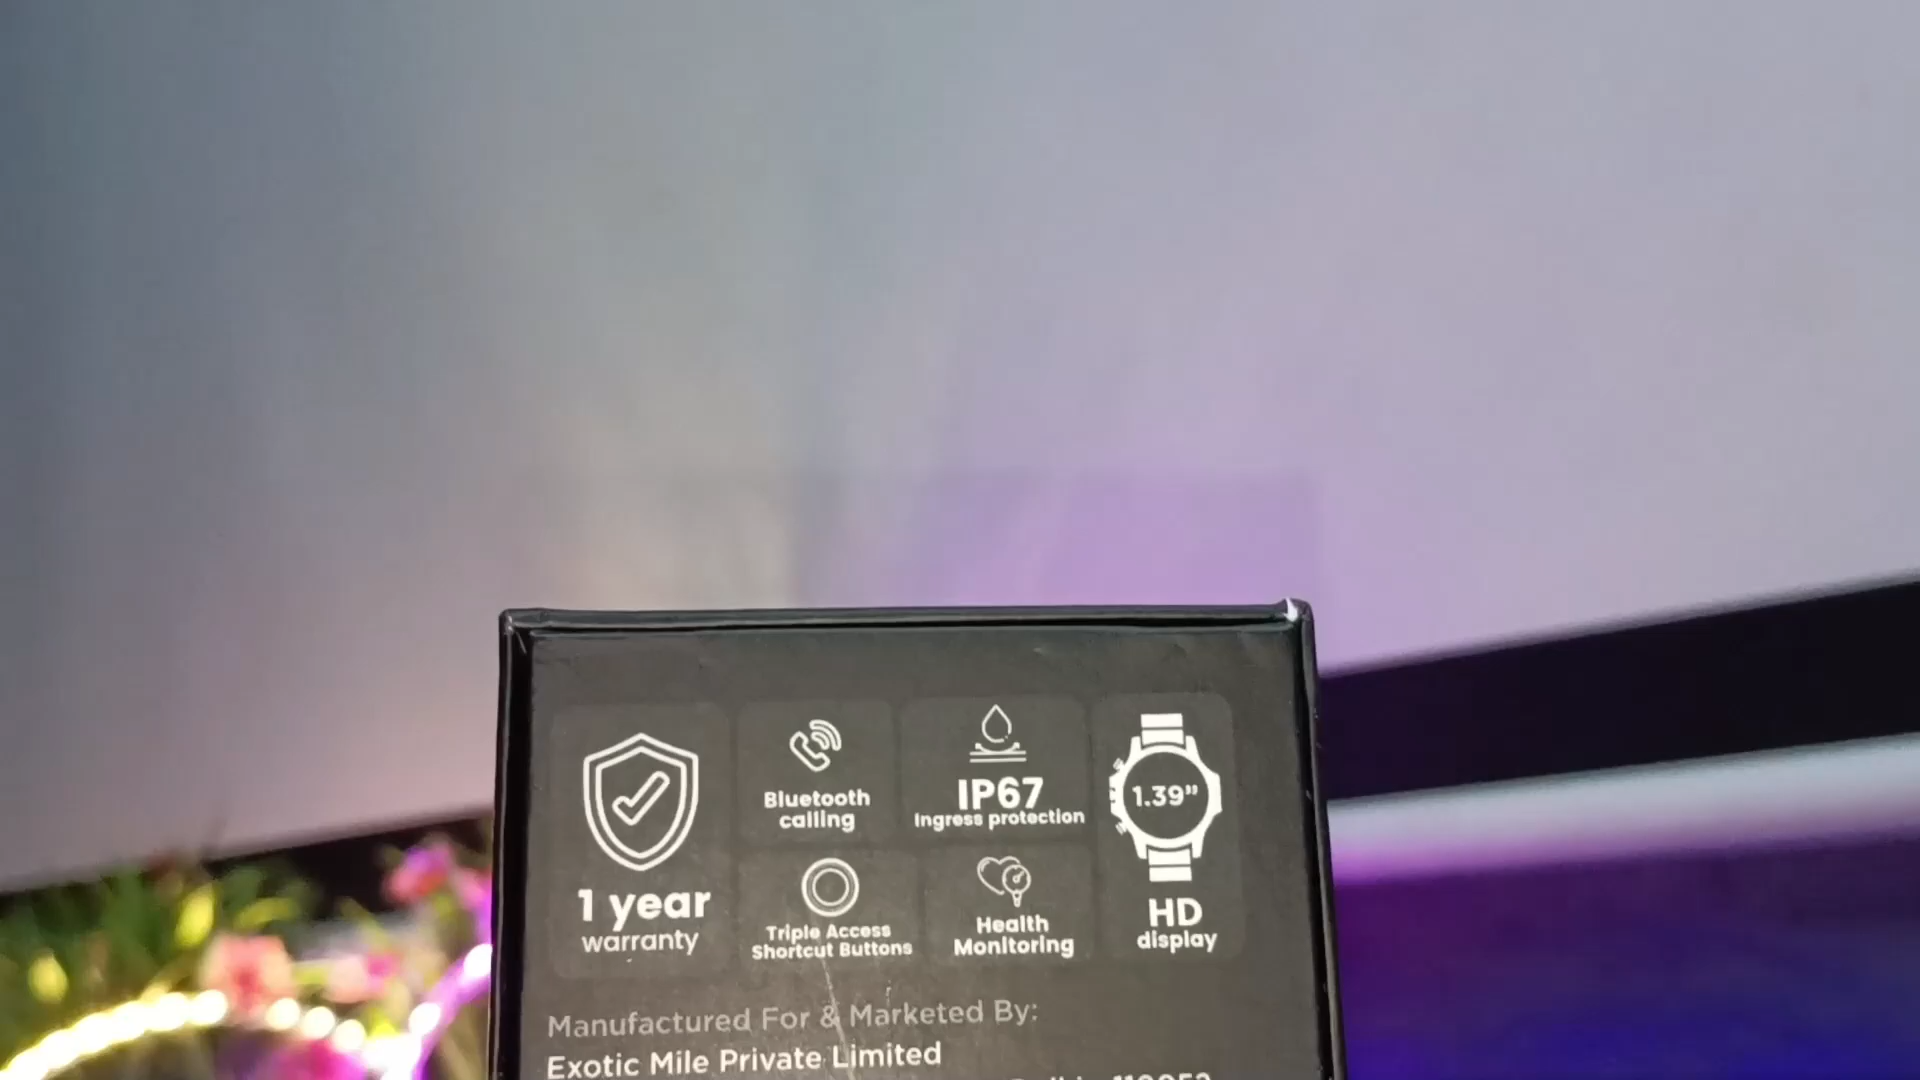 1 year
warranty
Bluetooth
calling
IP67
Ingress protection
1.39”
HD
display
Triple Access
Shortcut Buttons
Health
Monitoring
Manufactured For & Marketed By:
Exotic Mile Private Limited